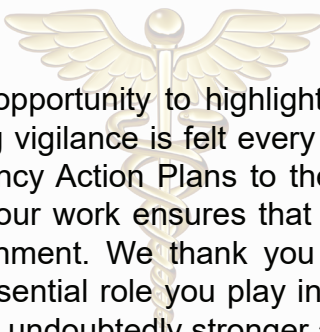 opportunity to highlight
vigilance is felt every
Action Plans to
our work ensures that
We thank you
role you play in
undoubtedly stronger